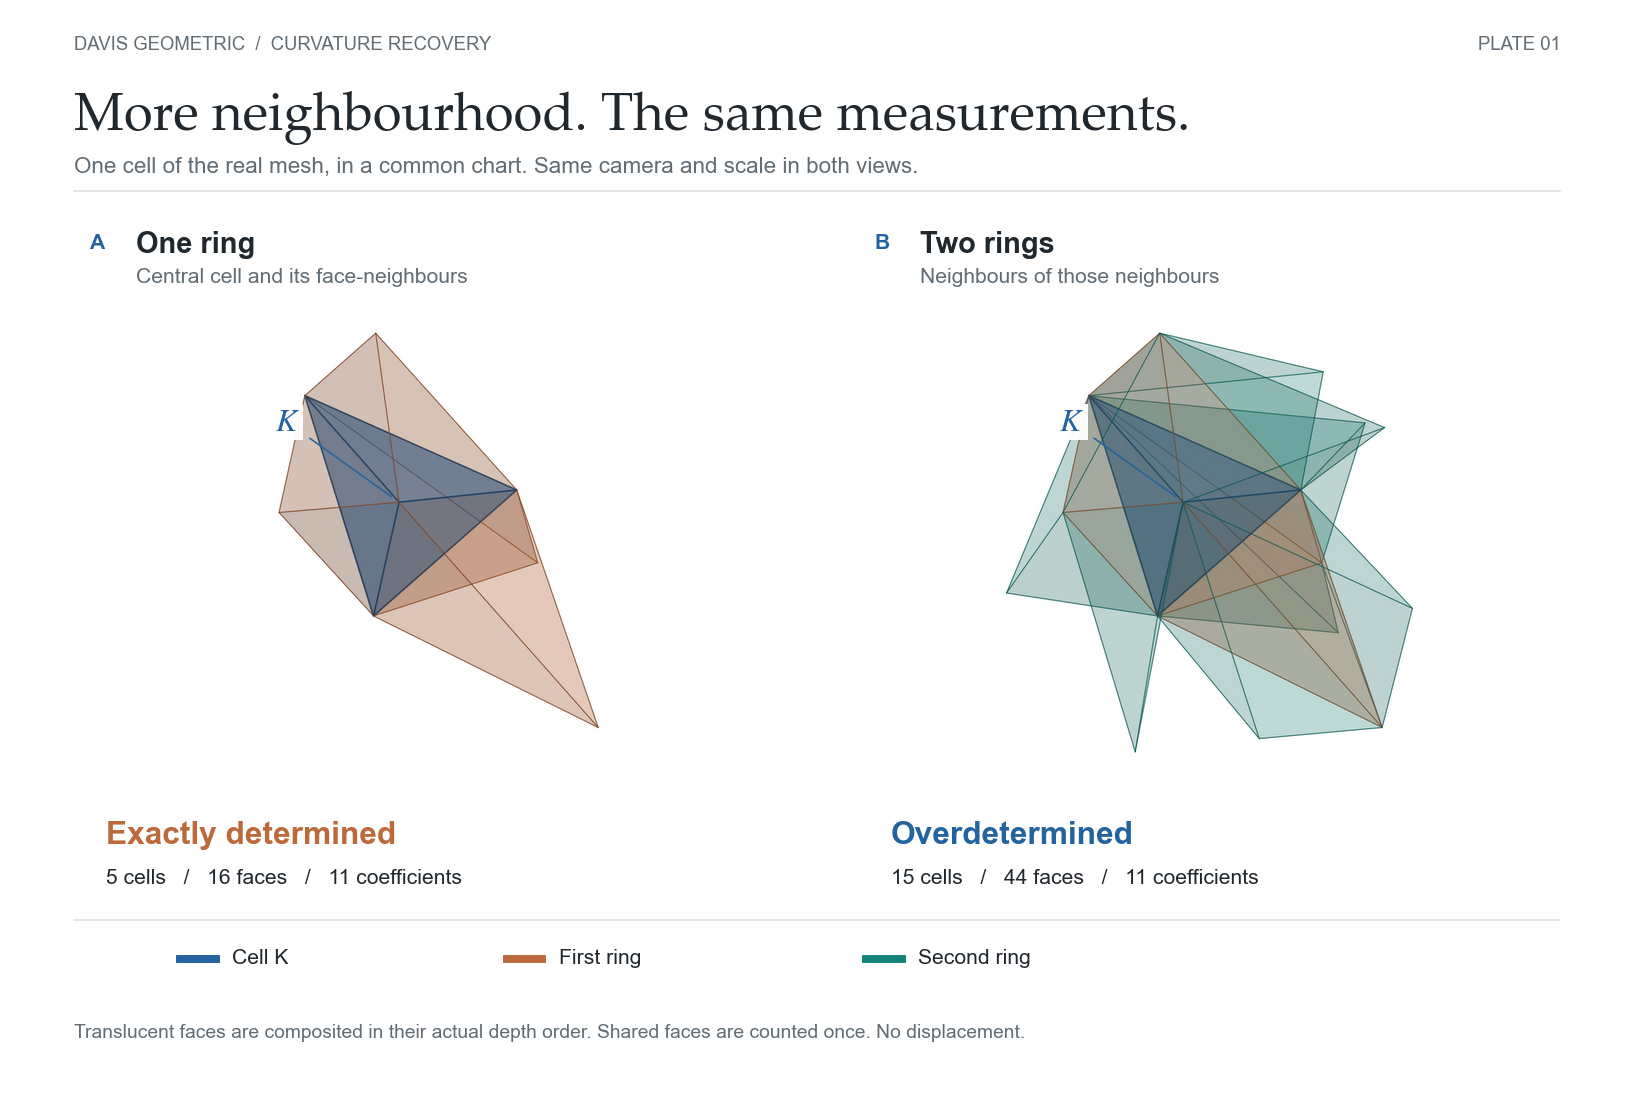 DAVIS GEOMETRIC / CURVATURE RECOVERY
PLATE 01
More neighbourhood. The same measurements.
One cell of the real mesh, in a common chart. Same camera and scale in both views.
A One ring
Central cell and its face-neighbours
B Two rings
Neighbours of those neighbours
K
K
Exactly determined
5 cells / 16 faces / 11 coefficients
Overdetermined
15 cells / 44 faces / 11 coefficients
Cell K
First ring
Second ring
Translucent faces are composited in their actual depth order. Shared faces are counted once. No displacement.